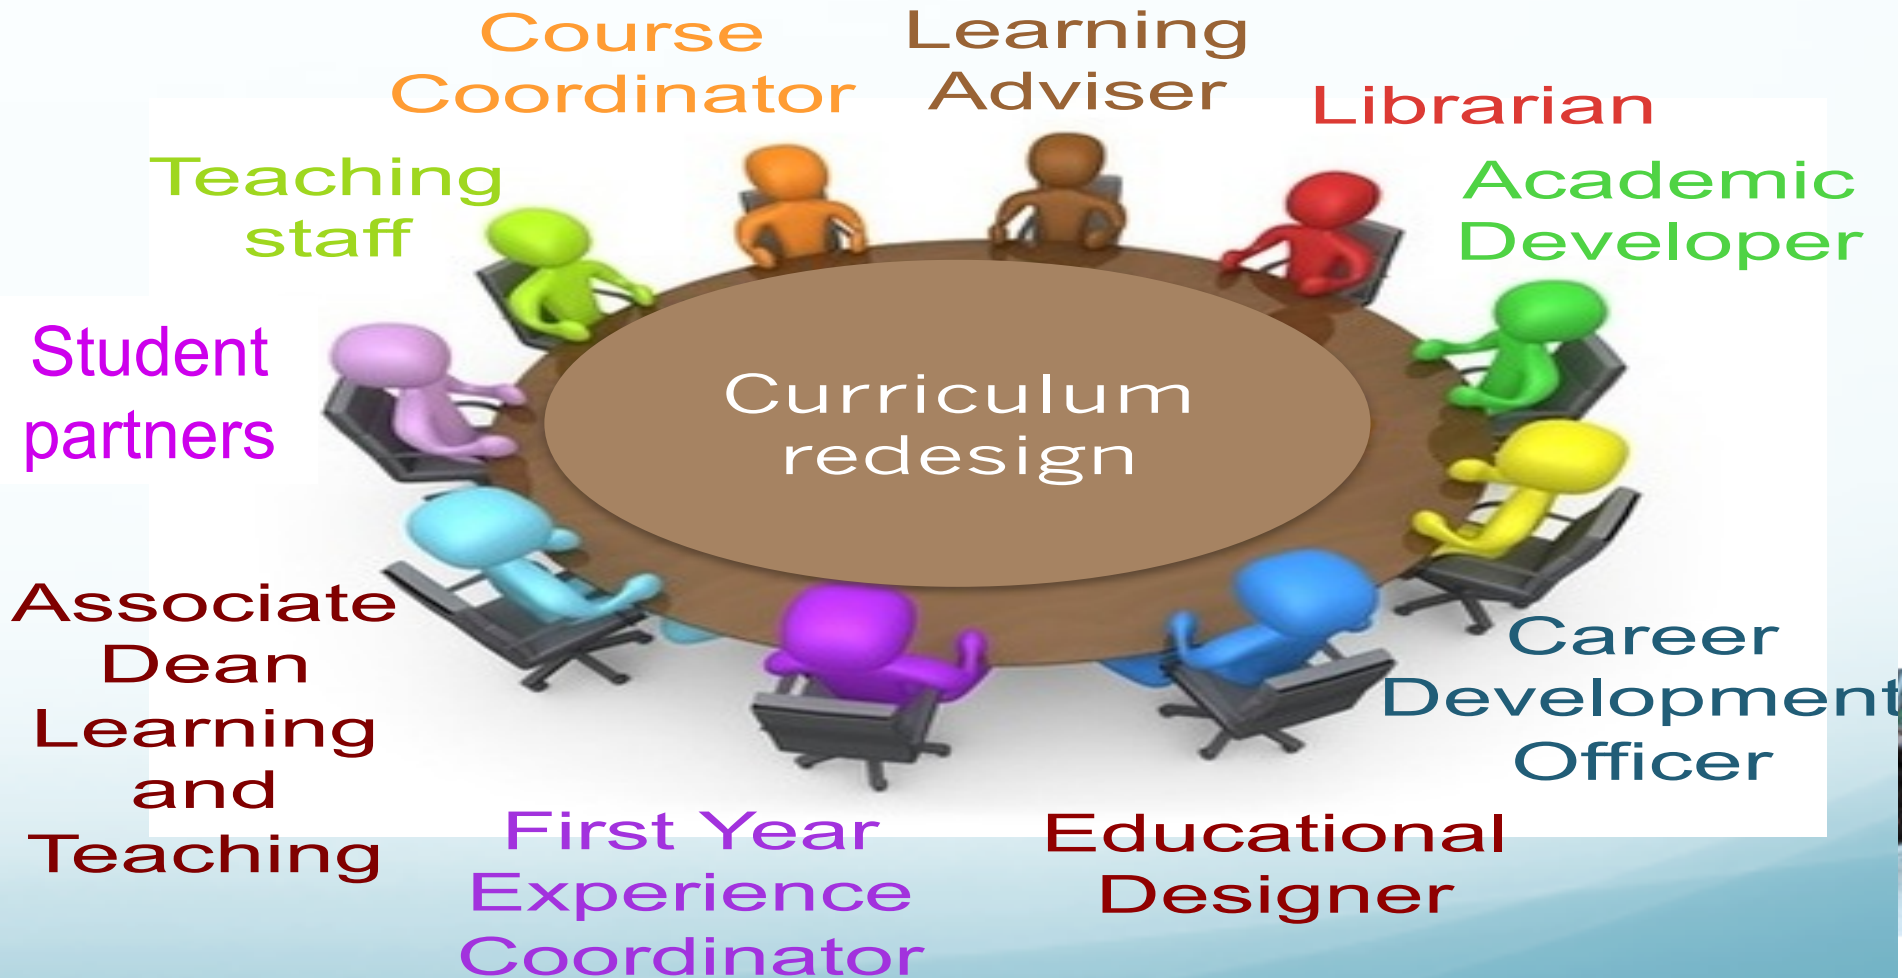 Course
Coordinator
Learning
Adviser
Librarian
Teaching
staff
Academic
Developer
Student
partners
Curriculum
redesign
Associate
Dean
Learning
and
Teaching
Career
Development
Officer
First Year
Experience
Coordinator
Educational
Designer